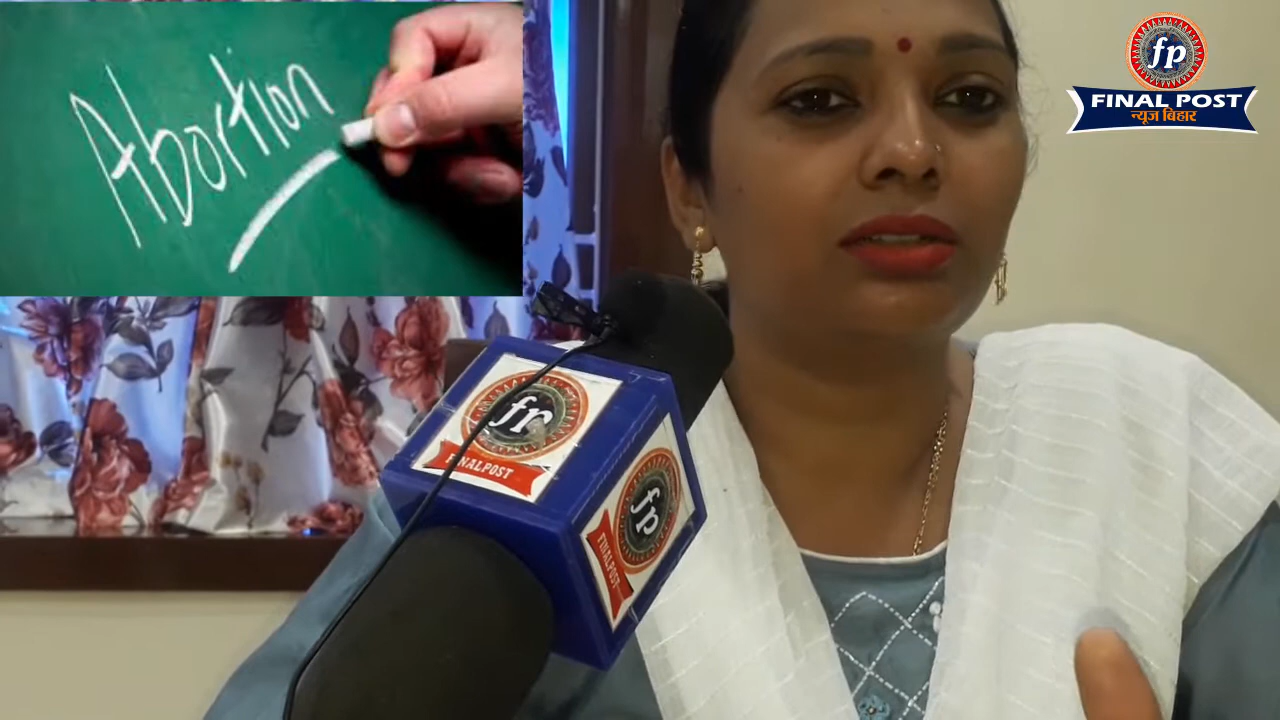 Abortion
fp
FINAL POST
न्यूज बिहार
fp
FINALPOST
fp
FINALPOST